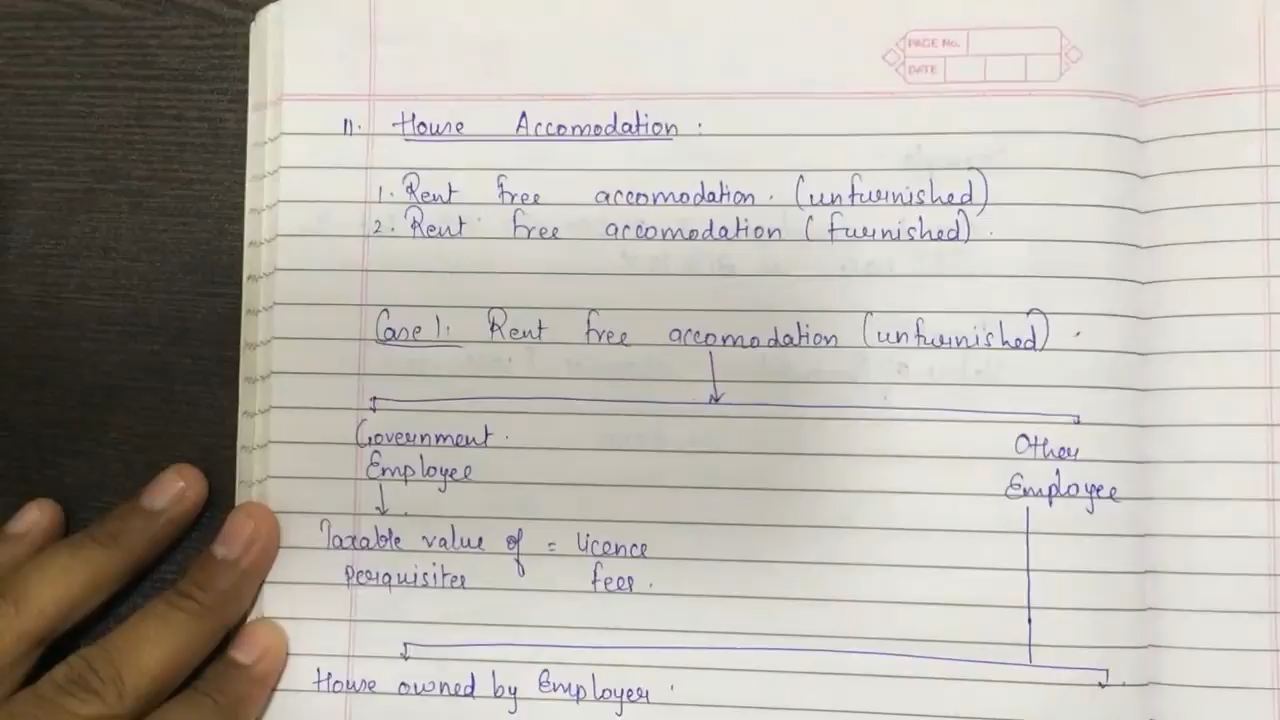 PAGE No.
DATE
11. House Accomodation :
1. Rent free accomodation. (unfurnished)
2. Rent free accomodation (furnished).
Case 1: Rent free accomodation (unfurnished).
Government.
Employee
Other
Employee
Taxable value of = licence
perquisites fees.
House owned by Employer.